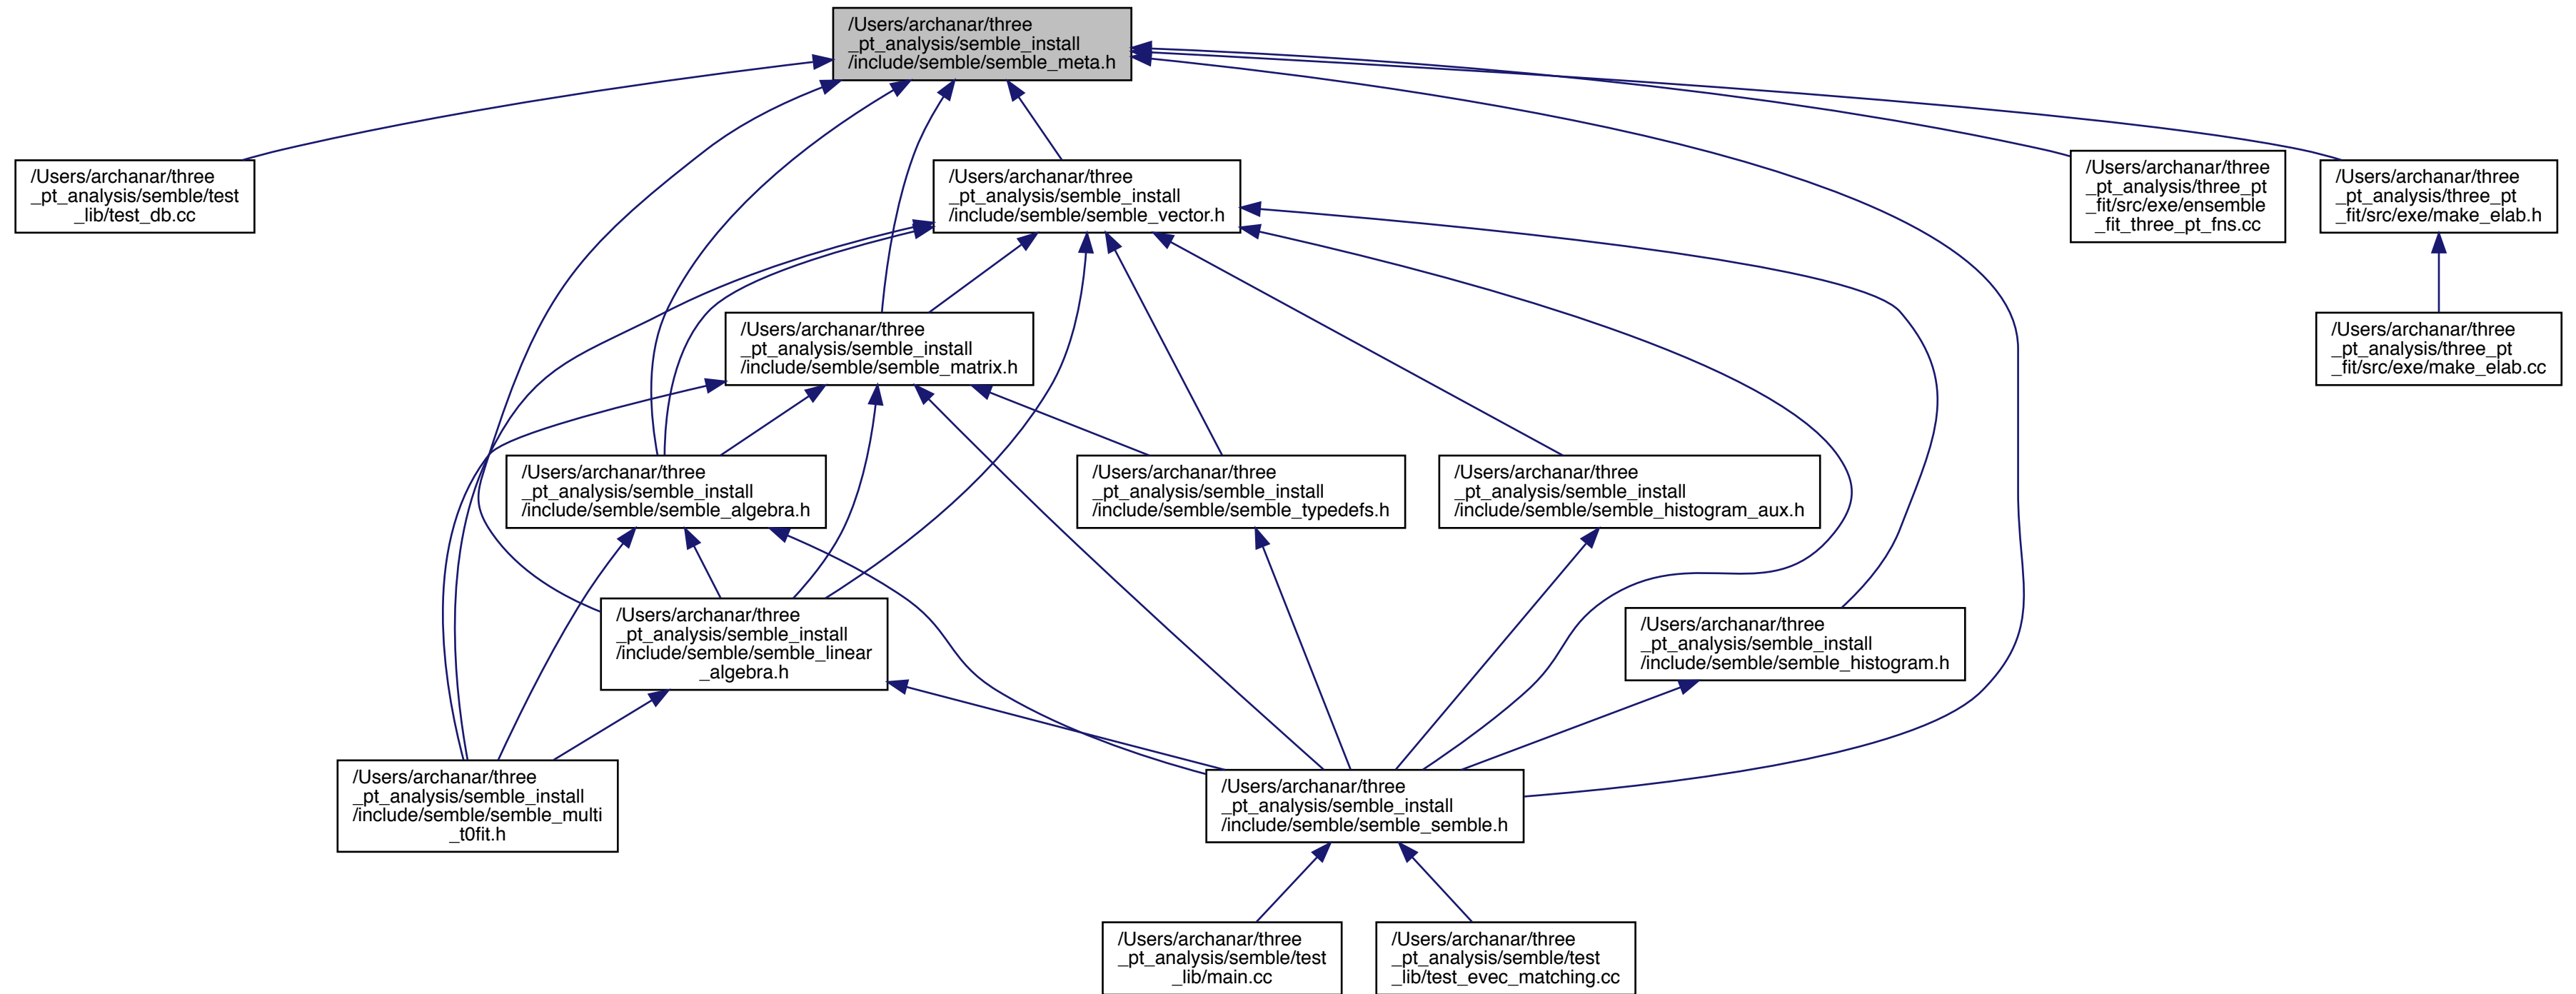 /Users/archanar/three
_pt_analysis/semble_install
/include/semble/semble_meta.h
/Users/archanar/three
_pt_analysis/semble/test
_lib/test_db.cc
/Users/archanar/three
_pt_analysis/semble_install
/include/semble/semble_vector.h
/Users/archanar/three
_pt_analysis/three_pt
_fit/src/exe/ensemble
_fit_three_pt_fns.cc
/Users/archanar/three
_pt_analysis/three_pt
_fit/src/exe/make_elab.h
/Users/archanar/three
_pt_analysis/semble_install
/include/semble/semble_matrix.h
/Users/archanar/three
_pt_analysis/three_pt
_fit/src/exe/make_elab.cc
/Users/archanar/three
_pt_analysis/semble_install
/include/semble/semble_algebra.h
/Users/archanar/three
_pt_analysis/semble_install
/include/semble/semble_typedefs.h
/Users/archanar/three
_pt_analysis/semble_install
/include/semble/semble_histogram_aux.h
/Users/archanar/three
_pt_analysis/semble_install
/include/semble/semble_linear
_algebra.h
/Users/archanar/three
_pt_analysis/semble_install
/include/semble/semble_histogram.h
/Users/archanar/three
_pt_analysis/semble_install
/include/semble/semble_multi
_t0fit.h
/Users/archanar/three
_pt_analysis/semble_install
/include/semble/semble_semble.h
/Users/archanar/three
_pt_analysis/semble/test
_lib/main.cc
/Users/archanar/three
_pt_analysis/semble/test
_lib/test_evec_matching.cc